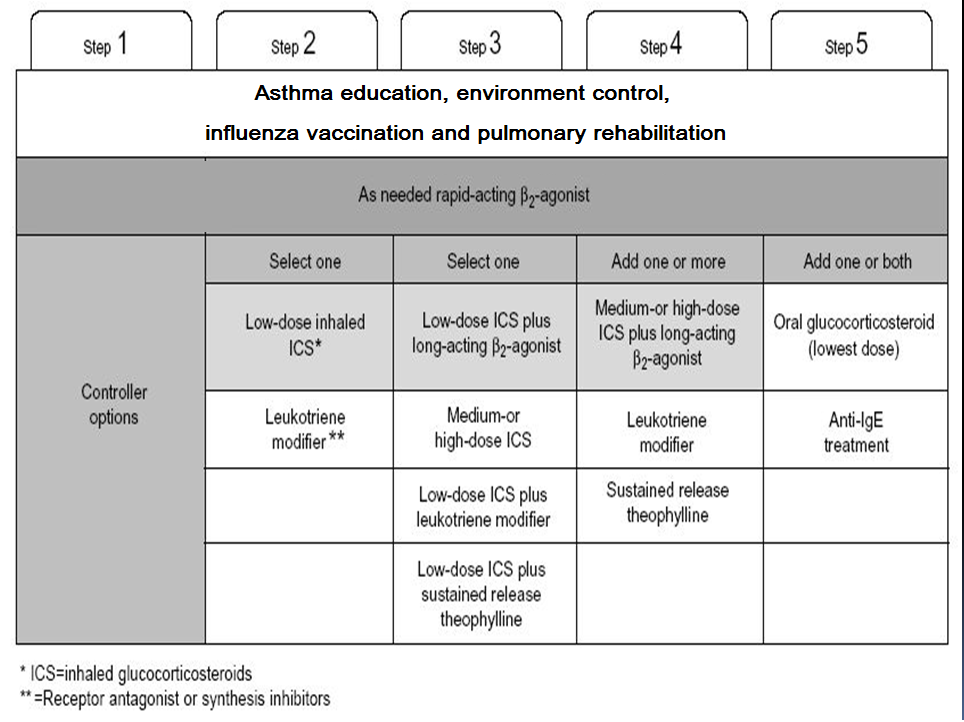 Step 1
Step 2
Step 3
Step 4
Step 5
Asthma education, environment control,
influenza vaccination and pulmonary rehabilitation
As needed rapid-acting β2-agonist
Controller
options
Select one
Select one
Add one or more
Add one or both
Low-dose inhaled
ICS*
Low-dose ICS plus
long-acting β2-agonist
Medium-or high-dose
ICS plus long-acting
β2-agonist
Oral glucocorticosteroid
(lowest dose)
Leukotriene
modifier**
Medium-or
high-dose ICS
Leukotriene
modifier
Anti-IgE
treatment
Low-dose ICS plus
leukotriene modifier
Sustained release
theophylline
Low-dose ICS plus
sustained release
theophylline
* ICS=inhaled glucocorticosteroids
** =Receptor antagonist or synthesis inhibitors